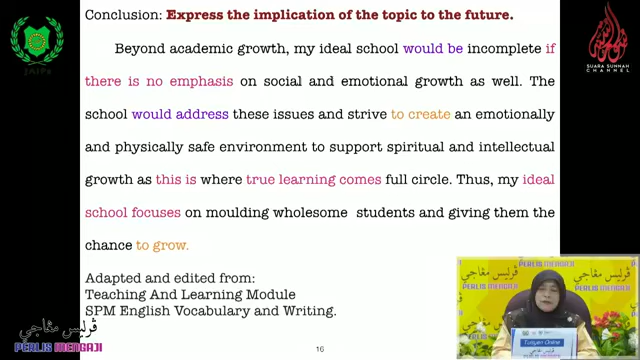 Conclusion: Express the implication of the topic to the future.
Beyond academic growth, my ideal school would be incomplete if
there is no emphasis on social and emotional growth as well. The
school would address these issues and strive to create an emotionally
and physically safe environment to support spiritual and intellectual
growth as this is where true learning comes full circle. Thus, my ideal
school focuses on moulding wholesome students and giving them the
chance to grow.
Adapted and edited from:
Teaching And Learning Module
SPM English Vocabulary and Writing.
16
JAIPs
SUARA SUNNAH
CHANNEL
ڤرليس مڠاجي
PERLIS MENGAJI
PERLIS MENGAJI
Tutisyen Online